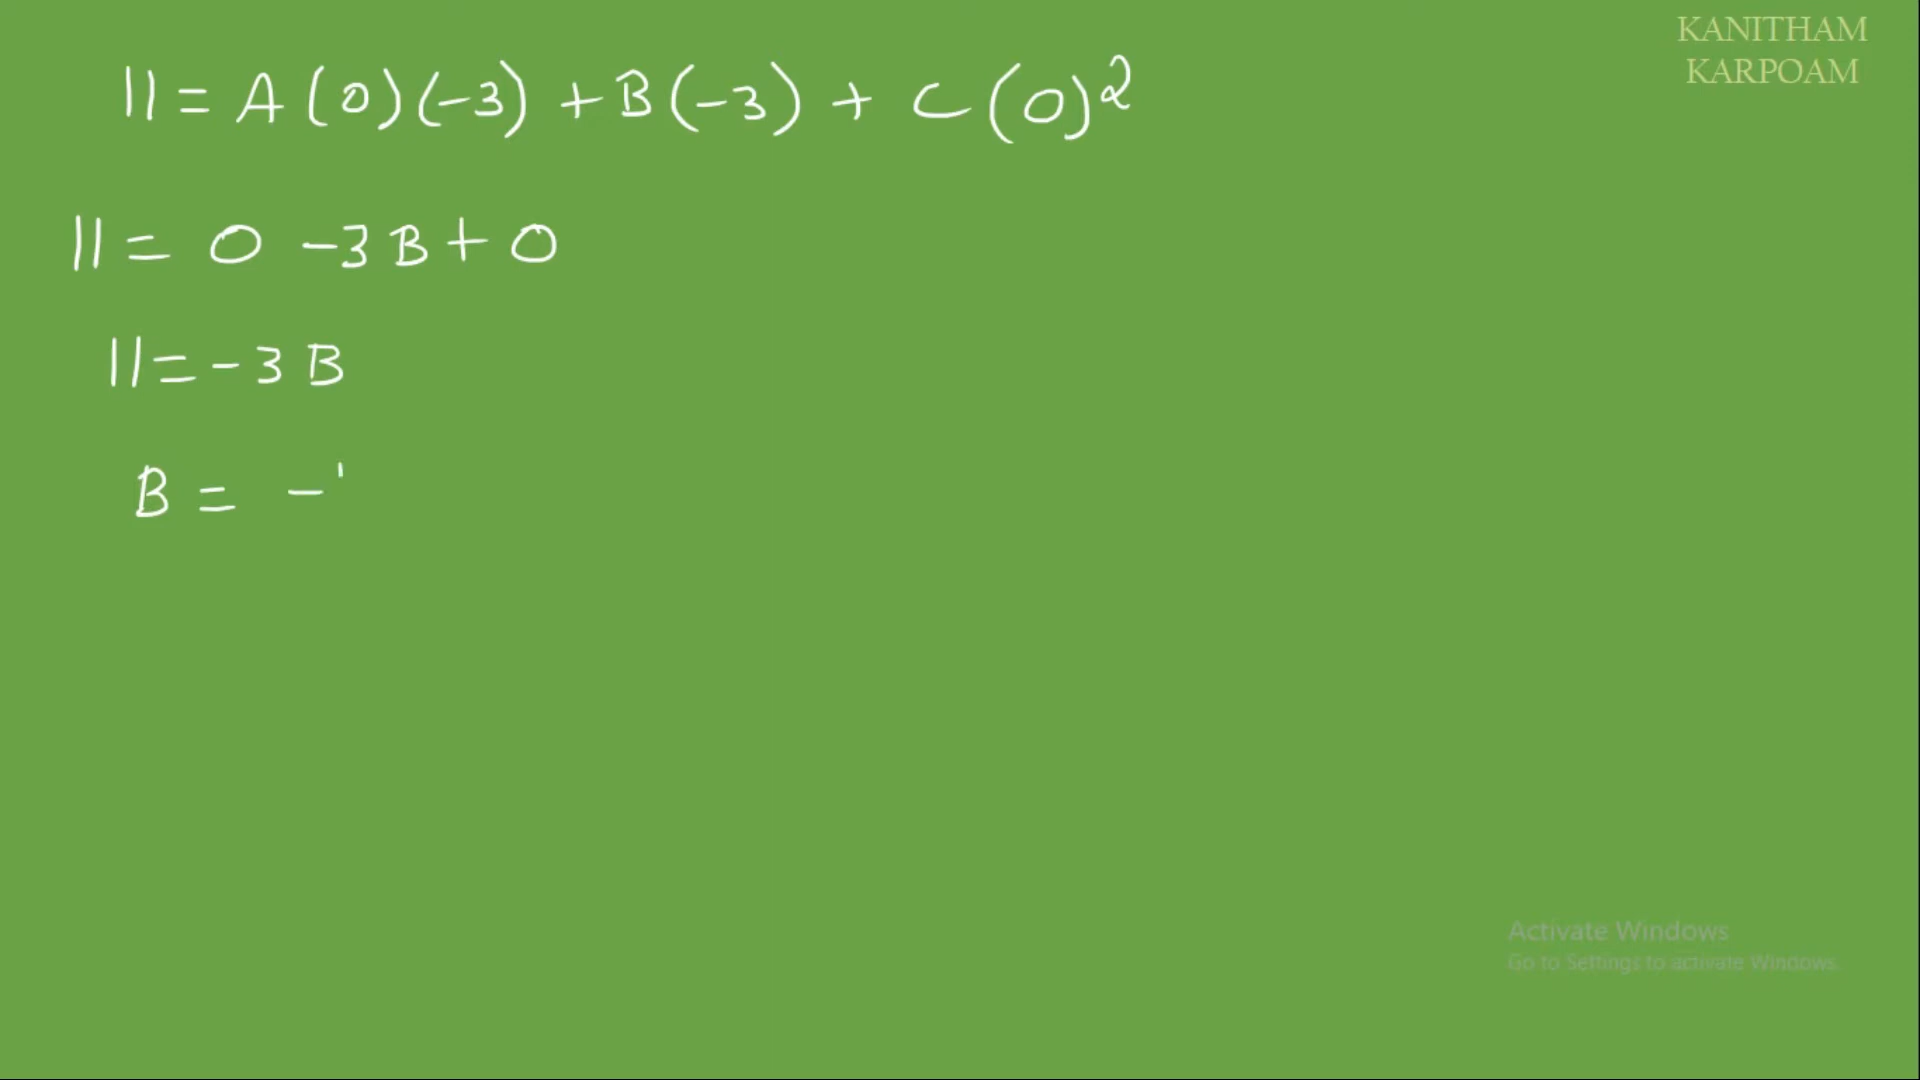 KANITHAM
KARPOAM
11 = A (0) (-3) + B (-3) + C (0)²
11 = 0 -3B + 0
11 = -3B
B = -
Activate Windows
Go to Settings to activate Windows.